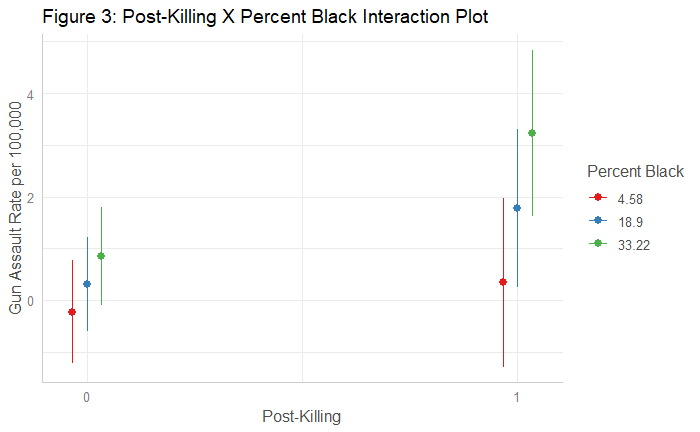 Figure 3: Post-Killing X Percent Black Interaction Plot
Gun Assault Rate per 100,000
4
2
0
0
1
Post-Killing
Percent Black
4.58
18.9
33.22